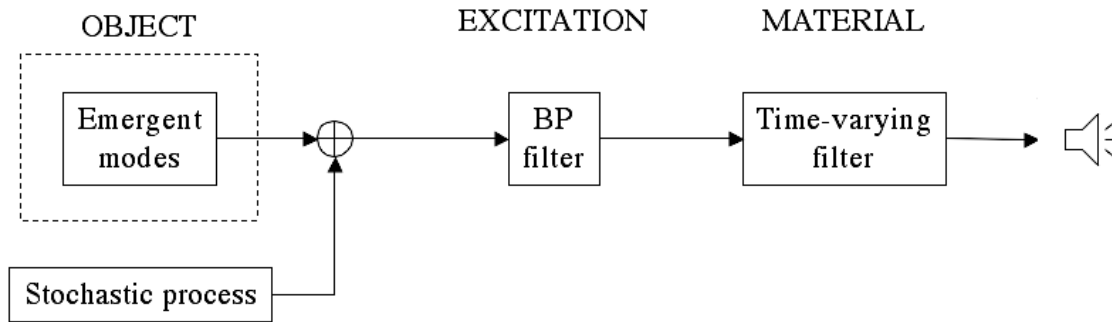 OBJECT
EXCITATION
MATERIAL
Emergent
modes
BP
filter
Time-varying
filter
Stochastic process